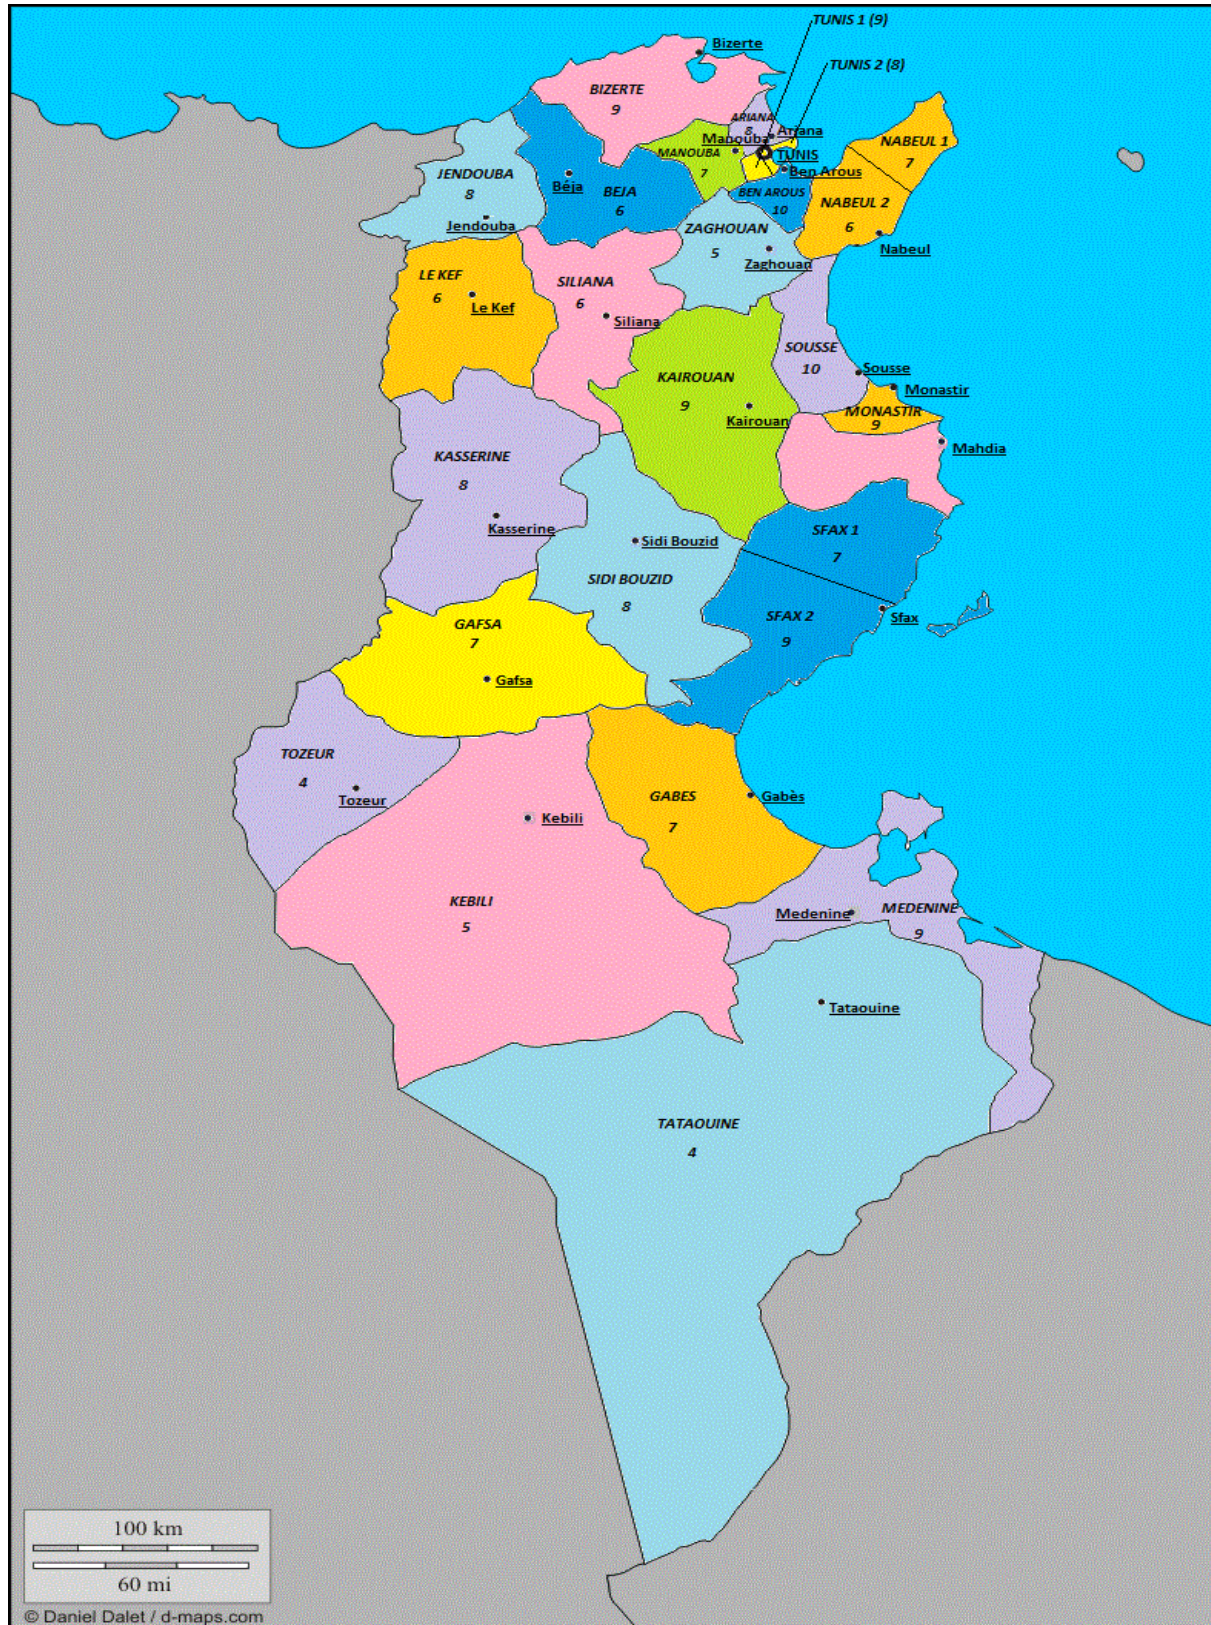 TUNIS 1 (9)
Bizerte
TUNIS 2 (8)
BIZERTE
9
ARIANA
8
Ariana
Manouba
NABEUL 1
7
MANOUBA
7
TUNIS
Ben Arous
JENDOUBA
8
Béja
BEJA
6
BEN AROUS
10
NABEUL 2
6
Jendouba
ZAGHOUAN
5
Nabeul
Zaghouan
LE KEF
6
Le Kef
SILIANA
6
Siliana
SOUSSE
10
Sousse
KAIROUAN
9
Monastir
MONASTIR
9
Kairouan
Mahdia
KASSERINE
8
Kasserine
SFAX 1
7
Sidi Bouzid
SIDI BOUZID
8
SFAX 2
9
Sfax
GAFSA
7
Gafsa
TOZEUR
4
Tozeur
GABES
7
Gabès
Kebili
KEBILI
5
Medenine
MEDENINE
9
Tataouine
TATAOUINE
4
100 km
60 mi
© Daniel Dalet / d-maps.com